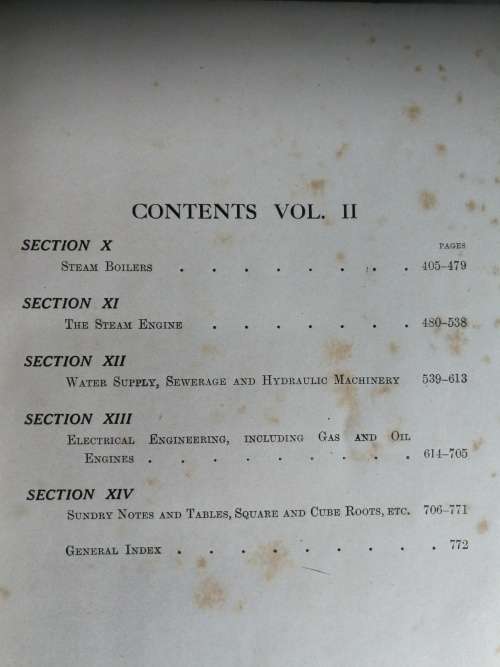 CONTENTS VOL. II
SECTION X
PAGES
STEAM BOILERS . . . . . . . . 405–479
SECTION XI
THE STEAM ENGINE . . . . . . . 480–538
SECTION XII
WATER SUPPLY, SEWERAGE AND HYDRAULIC MACHINERY 539–613
SECTION XIII
ELECTRICAL ENGINEERING, INCLUDING GAS AND OIL
ENGINES . . . . . . . . . 614–705
SECTION XIV
SUNDRY NOTES AND TABLES, SQUARE AND CUBE ROOTS, ETC. 706–771
GENERAL INDEX . . . . . . . . . 772